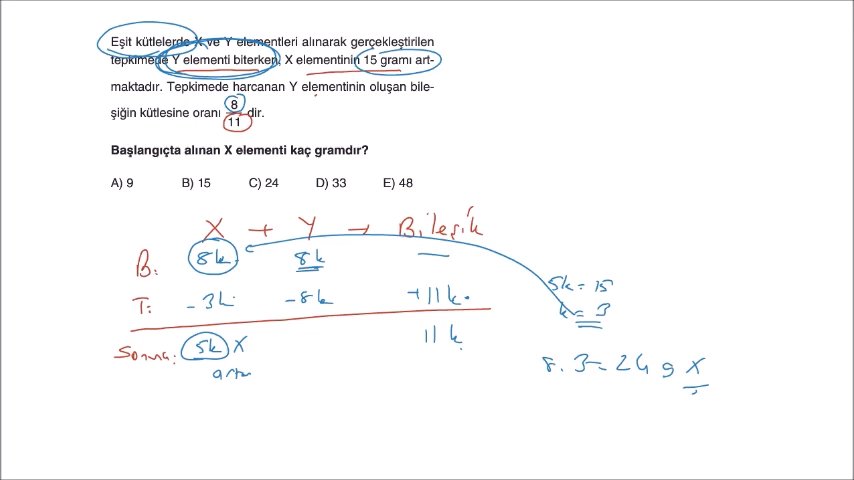 Eşit kütlelerde X ve Y elementleri alınarak gerçekleştirilen
tepkimede Y elementi biterken, X elementinin 15 gramı art-
maktadır. Tepkimede harcanan Y elementinin oluşan bile-
şiğin kütlesine oranı 8/11 dir.
Başlangıçta alınan X elementi kaç gramdır?
A) 9 B) 15 C) 24 D) 33 E) 48
X + Y → Bileşik
B: 8k 8k —
T: -3k -8k +11k
Sonra: 5k X 11k
artar
5k = 15
k = 3
8. 3 = 24 g X